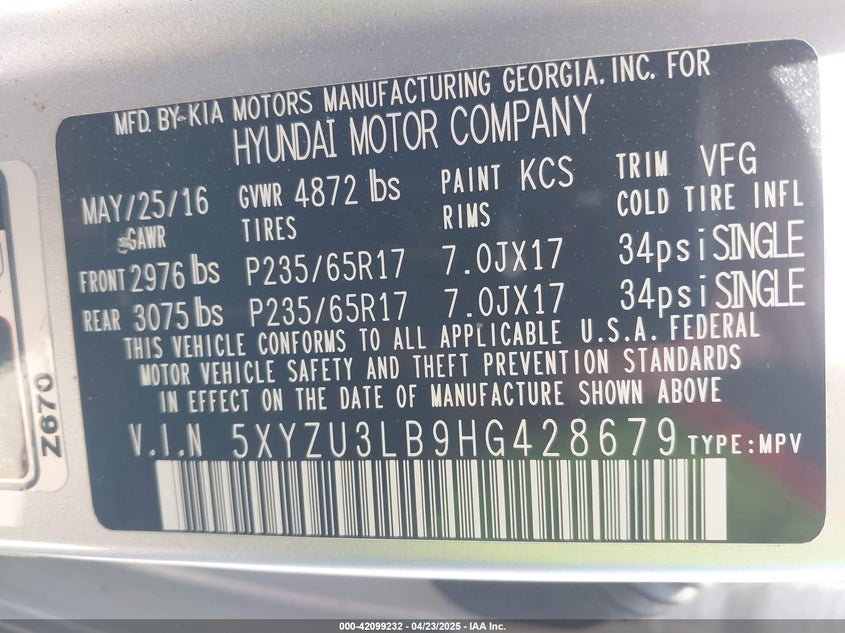 MFD. BY KIA MOTORS MANUFACTURING GEORGIA. INC. FOR
HYUNDAI MOTOR COMPANY
MAY/25/16 GVWR 4872 lbs PAINT KCS TRIM VFG
GAWR TIRES RIMS COLD TIRE INFL
FRONT 2976 lbs P235/65R17 7.0JX17 34psi SINGLE
REAR 3075 lbs P235/65R17 7.0JX17 34psi SINGLE
THIS VEHICLE CONFORMS TO ALL APPLICABLE U.S.A. FEDERAL
MOTOR VEHICLE SAFETY AND THEFT PREVENTION STANDARDS
IN EFFECT ON THE DATE OF MANUFACTURE SHOWN ABOVE
V.I.N 5XYZU3LB9HG428679 TYPE:MPV
Z670
000-42099232 - 04/23/2025 - IAA Inc.